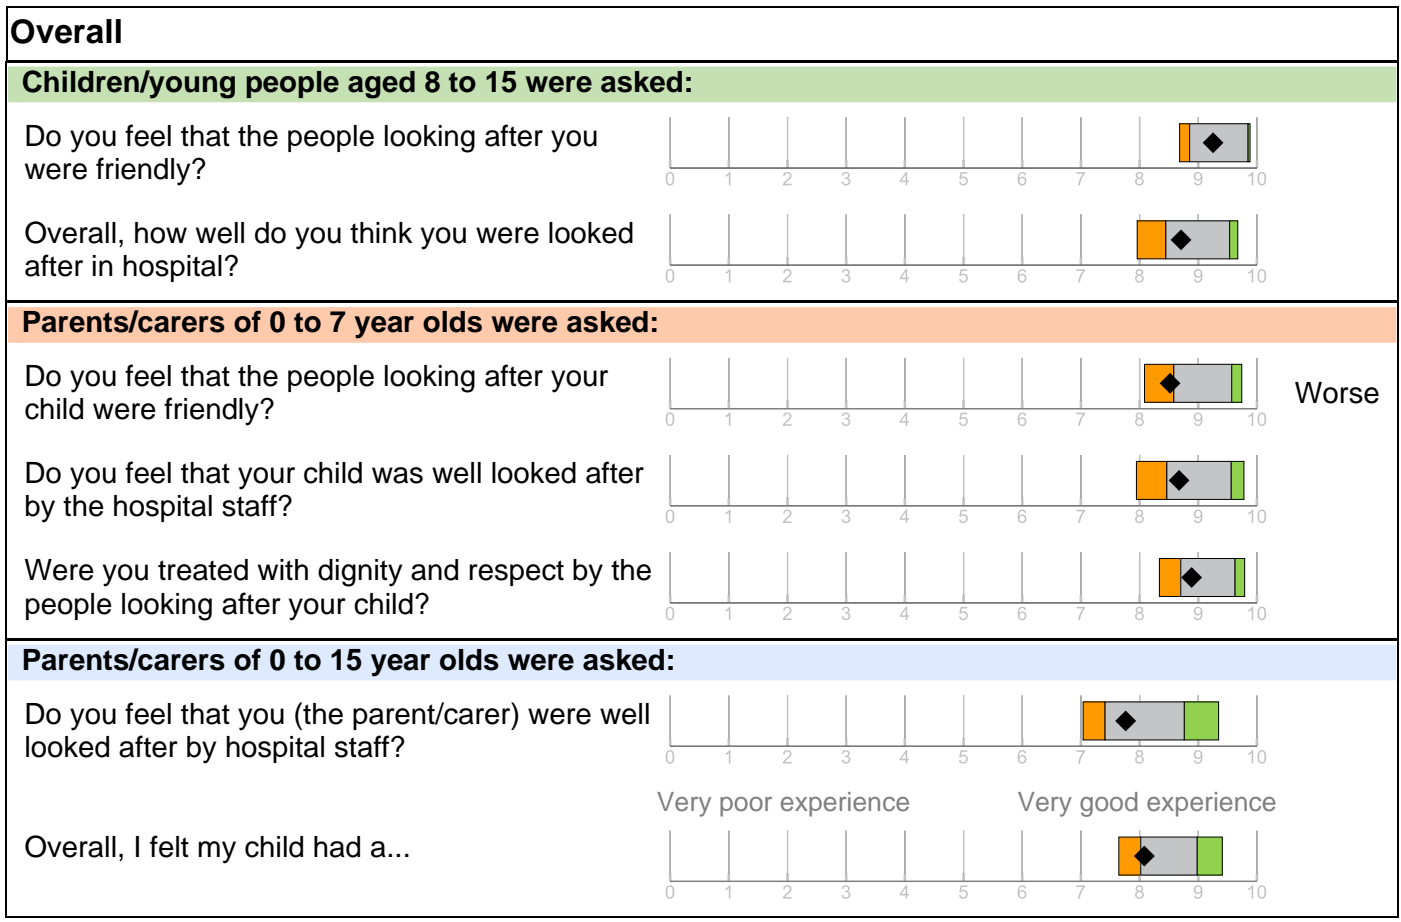 Overall
Children/young people aged 8 to 15 were asked:
Do you feel that the people looking after you
were friendly?
0 1 2 3 4 5 6 7 8 9 10
Overall, how well do you think you were looked
after in hospital?
0 1 2 3 4 5 6 7 8 9 10
Parents/carers of 0 to 7 year olds were asked:
Do you feel that the people looking after your
child were friendly?
Worse
0 1 2 3 4 5 6 7 8 9 10
Do you feel that your child was well looked after
by the hospital staff?
0 1 2 3 4 5 6 7 8 9 10
Were you treated with dignity and respect by the
people looking after your child?
0 1 2 3 4 5 6 7 8 9 10
Parents/carers of 0 to 15 year olds were asked:
Do you feel that you (the parent/carer) were well
looked after by hospital staff?
0 1 2 3 4 5 6 7 8 9 10
Very poor experience Very good experience
Overall, I felt my child had a...
0 1 2 3 4 5 6 7 8 9 10